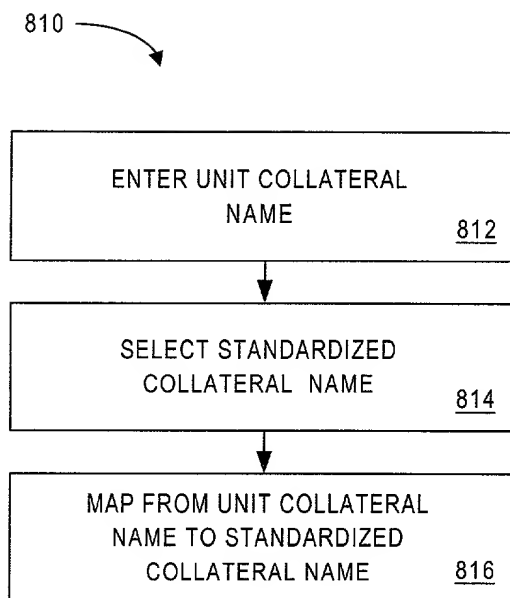 810
ENTER UNIT COLLATERAL
NAME
812
SELECT STANDARDIZED
COLLATERAL NAME
814
MAP FROM UNIT COLLATERAL
NAME TO STANDARDIZED
COLLATERAL NAME
816